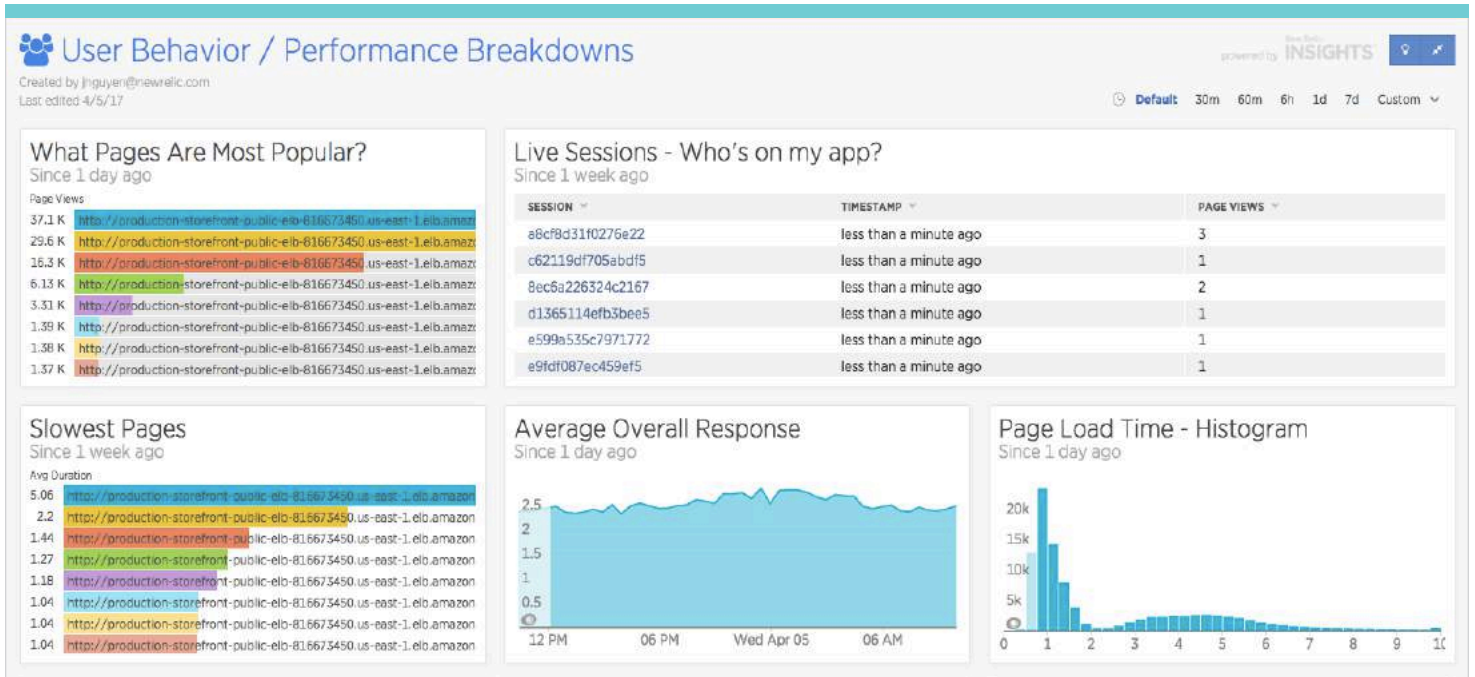 User Behavior / Performance Breakdowns
powered by New Relic INSIGHTS
Created by jnguyen@newrelic.com
Last edited 4/5/17
Default 30m 60m 6h 1d 7d Custom
What Pages Are Most Popular?
Since 1 day ago
Page Views
37.1 K http://production-storefront-public-elb-816673450.us-east-1.elb.amaz
29.6 K http://production-storefront-public-elb-816673450.us-east-1.elb.amaz
16.3 K http://production-storefront-public-elb-816673450.us-east-1.elb.amaz
6.13 K http://production-storefront-public-elb-816673450.us-east-1.elb.amaz
3.31 K http://production-storefront-public-elb-816673450.us-east-1.elb.amaz
1.39 K http://production-storefront-public-elb-816673450.us-east-1.elb.amaz
1.38 K http://production-storefront-public-elb-816673450.us-east-1.elb.amaz
1.37 K http://production-storefront-public-elb-816673450.us-east-1.elb.amaz
Live Sessions - Who's on my app?
Since 1 week ago
SESSION TIMESTAMP PAGE VIEWS
a8cf8d31f0276e22 less than a minute ago 3
c62119df705abdf5 less than a minute ago 1
8ec6a226324c2167 less than a minute ago 2
d1365114efb3bee5 less than a minute ago 1
e599a535c7971772 less than a minute ago 1
e9fdf087ec459ef5 less than a minute ago 1
Slowest Pages
Since 1 week ago
Avg Duration
5.06 http://production-storefront-public-elb-816673450.us-east-1.elb.amazon
2.2 http://production-storefront-public-elb-816673450.us-east-1.elb.amazon
1.44 http://production-storefront-public-elb-816673450.us-east-1.elb.amazon
1.27 http://production-storefront-public-elb-816673450.us-east-1.elb.amazon
1.18 http://production-storefront-public-elb-816673450.us-east-1.elb.amazon
1.04 http://production-storefront-public-elb-816673450.us-east-1.elb.amazon
1.04 http://production-storefront-public-elb-816673450.us-east-1.elb.amazon
1.04 http://production-storefront-public-elb-816673450.us-east-1.elb.amazon
Average Overall Response
Since 1 day ago
2.5
2
1.5
1
0.5
0
12 PM 06 PM Wed Apr 05 06 AM
Page Load Time - Histogram
Since 1 day ago
20k
15k
10k
5k
0
0 1 2 3 4 5 6 7 8 9 10